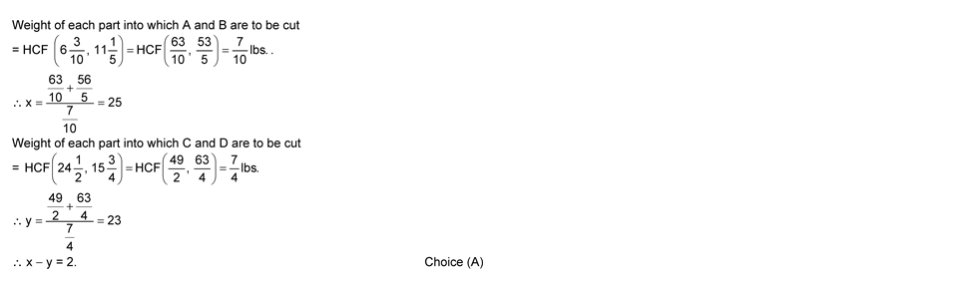 Weight of each part into which A and B are to be cut
= HCF (6 3/10, 11 1/5) = HCF (63/10, 53/5) = 7/10 lbs. .
∴ x = (63/10 + 56/5) / (7/10) = 25
Weight of each part into which C and D are to be cut
= HCF (24 1/2, 15 3/4) = HCF (49/2, 63/4) = 7/4 lbs.
∴ y = (49/2 + 63/4) / (7/4) = 23
∴ x – y = 2. Choice (A)